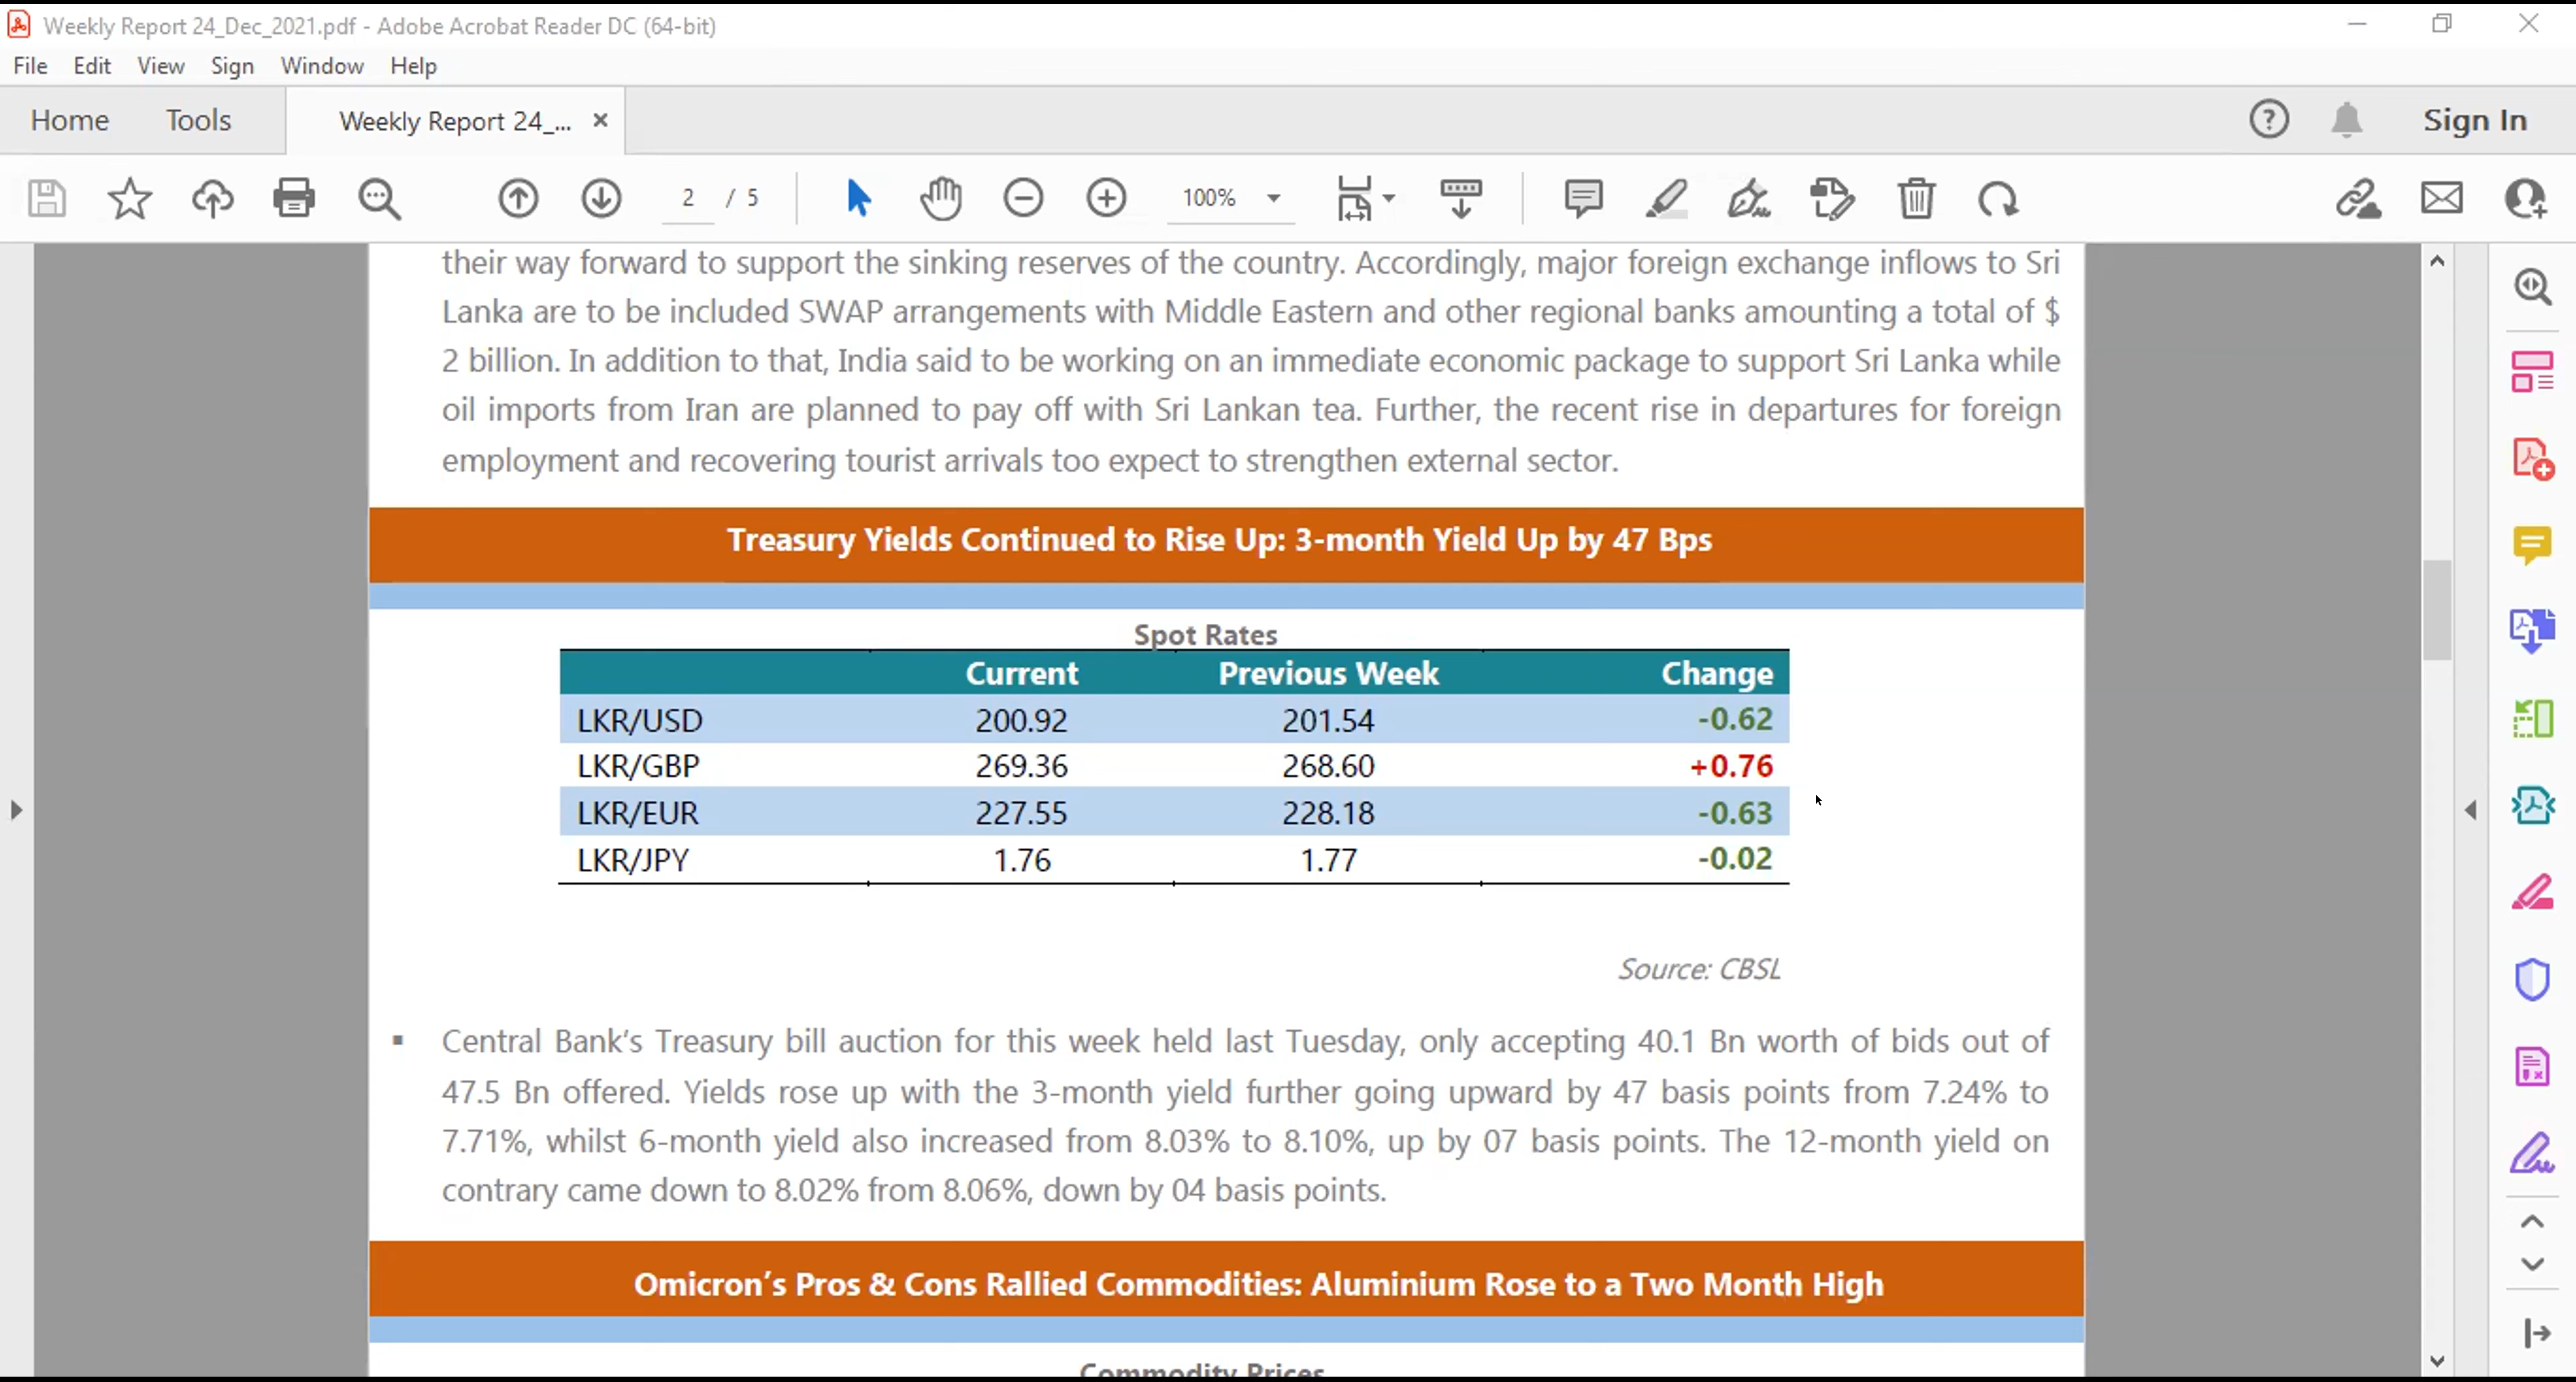 Weekly Report 24_Dec_2021.pdf - Adobe Acrobat Reader DC (64-bit)
File Edit View Sign Window Help
Home Tools Weekly Report 24_... × Sign In
2 / 5 100%
their way forward to support the sinking reserves of the country. Accordingly, major foreign exchange inflows to Sri
Lanka are to be included SWAP arrangements with Middle Eastern and other regional banks amounting a total of $
2 billion. In addition to that, India said to be working on an immediate economic package to support Sri Lanka while
oil imports from Iran are planned to pay off with Sri Lankan tea. Further, the recent rise in departures for foreign
employment and recovering tourist arrivals too expect to strengthen external sector.
Treasury Yields Continued to Rise Up: 3-month Yield Up by 47 Bps
Spot Rates
Current Previous Week Change
LKR/USD 200.92 201.54 -0.62
LKR/GBP 269.36 268.60 +0.76
LKR/EUR 227.55 228.18 -0.63
LKR/JPY 1.76 1.77 -0.02
Source: CBSL
▪ Central Bank's Treasury bill auction for this week held last Tuesday, only accepting 40.1 Bn worth of bids out of
47.5 Bn offered. Yields rose up with the 3-month yield further going upward by 47 basis points from 7.24% to
7.71%, whilst 6-month yield also increased from 8.03% to 8.10%, up by 07 basis points. The 12-month yield on
contrary came down to 8.02% from 8.06%, down by 04 basis points.
Omicron's Pros & Cons Rallied Commodities: Aluminium Rose to a Two Month High
Commodity Prices